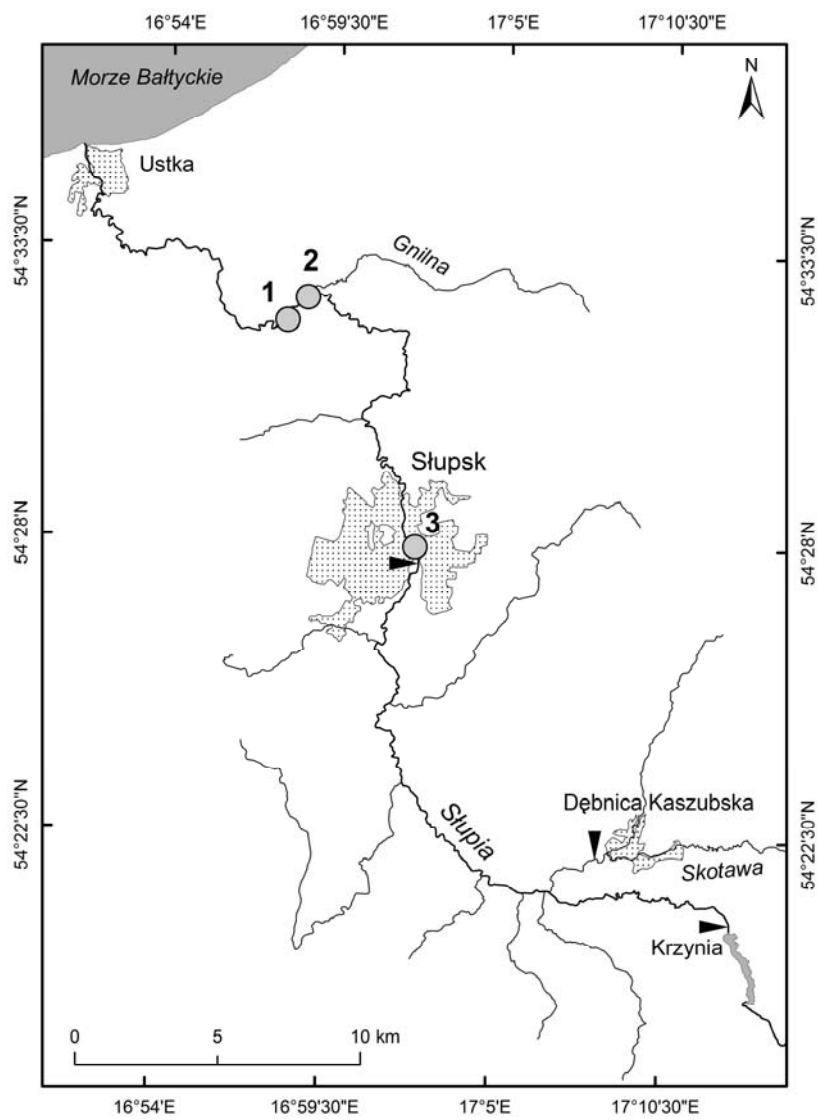 16°54'E 16°59'30"E 17°5'E 17°10'30"E
Morze Bałtyckie
N
Ustka
54°33'30"N
54°33'30"N
Gnilna
2
1
Słupsk
3
54°28'N
54°28'N
Słupia
Dębnica Kaszubska
54°22'30"N
54°22'30"N
Skotawa
Krzynia
0 5 10 km
16°54'E 16°59'30"E 17°5'E 17°10'30"E